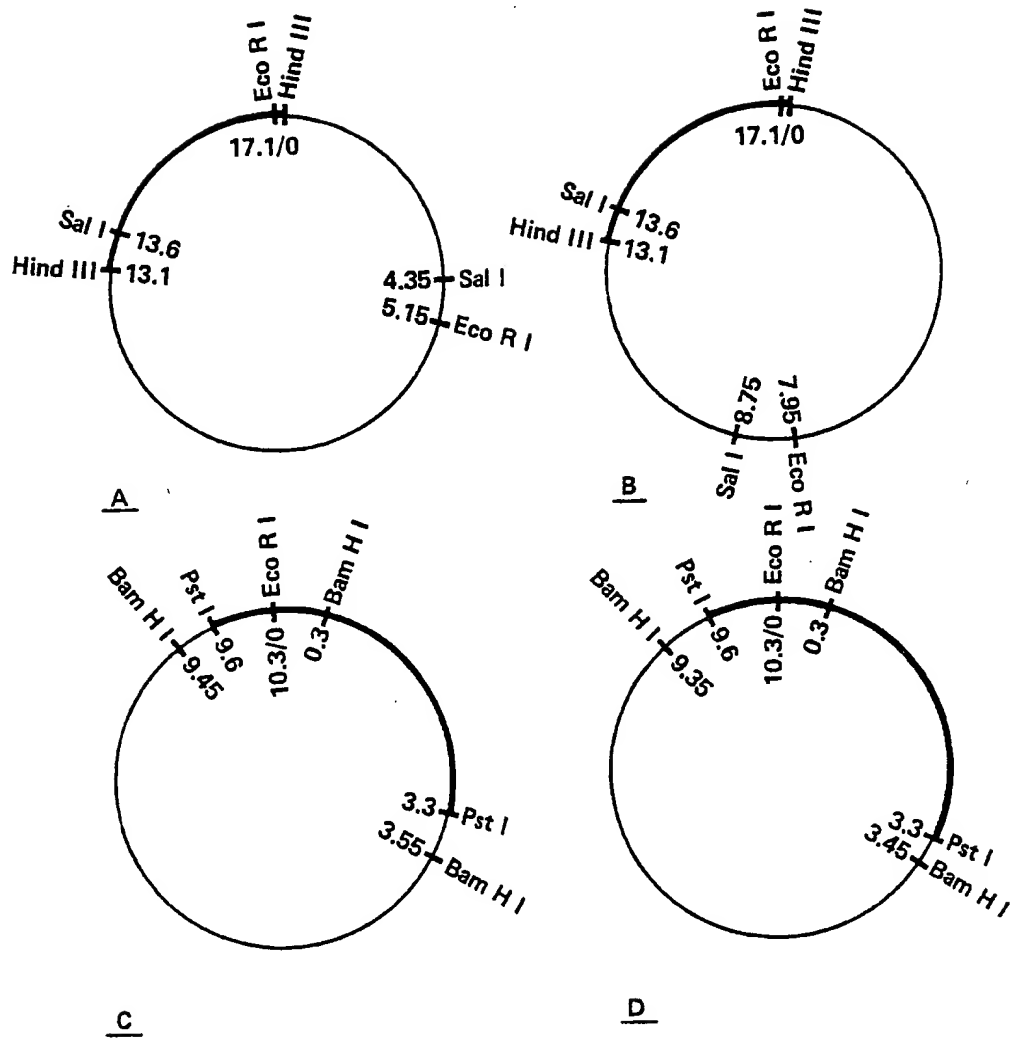 Eco R I
Hind III
17.1/0
Sal I
13.6
Hind III
13.1
4.35
Sal I
5.15
Eco R I
A
Eco R I
Hind III
17.1/0
Sal I
13.6
Hind III
13.1
8.75
Sal I
7.95
Eco R I
B
Bam H I
9.45
Pst I
9.6
Eco R I
10.3/0
Bam H I
0.3
3.3
Pst I
3.55
Bam H I
C
Bam H I
9.35
Pst I
9.6
Eco R I
10.3/0
Bam H I
0.3
3.3
Pst I
3.45
Bam H I
D